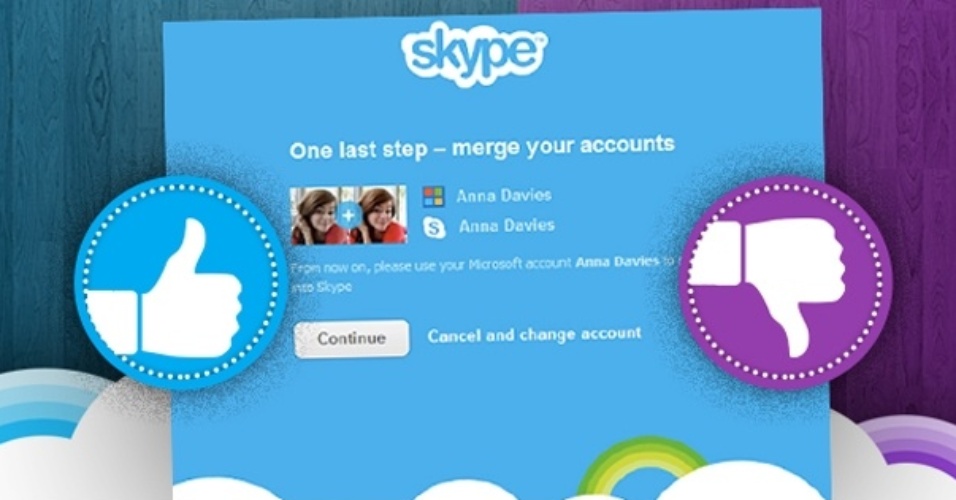 skype™
One last step – merge your accounts
Anna Davies
Anna Davies
From now on, please use your Microsoft account Anna Davies to
into Skype
Continue
Cancel and change account